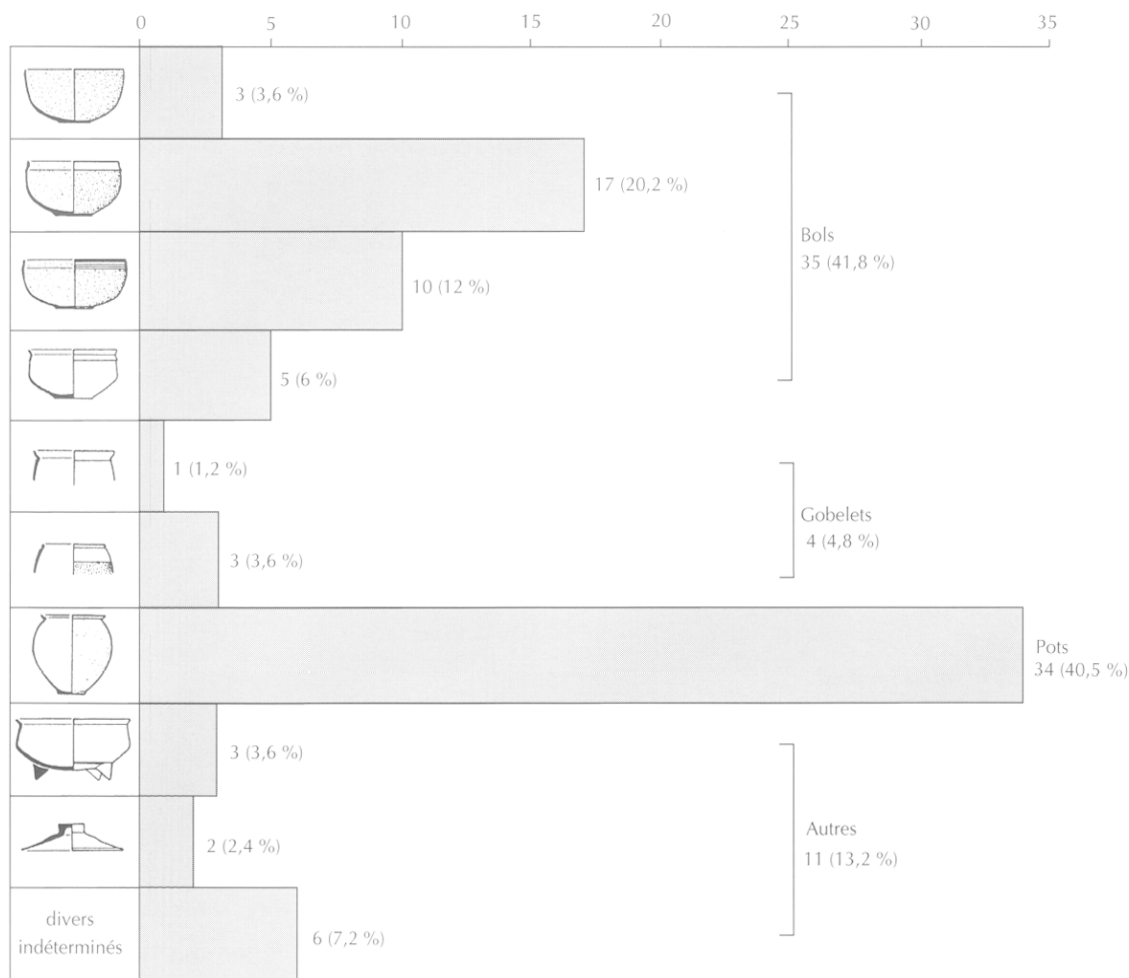 0 5 10 15 20 25 30 35
3 (3,6 %)
17 (20,2 %)
10 (12 %)
5 (6 %)
Bols
35 (41,8 %)
1 (1,2 %)
3 (3,6 %)
Gobelets
4 (4,8 %)
Pots
34 (40,5 %)
3 (3,6 %)
2 (2,4 %)
divers
indéterminés
6 (7,2 %)
Autres
11 (13,2 %)